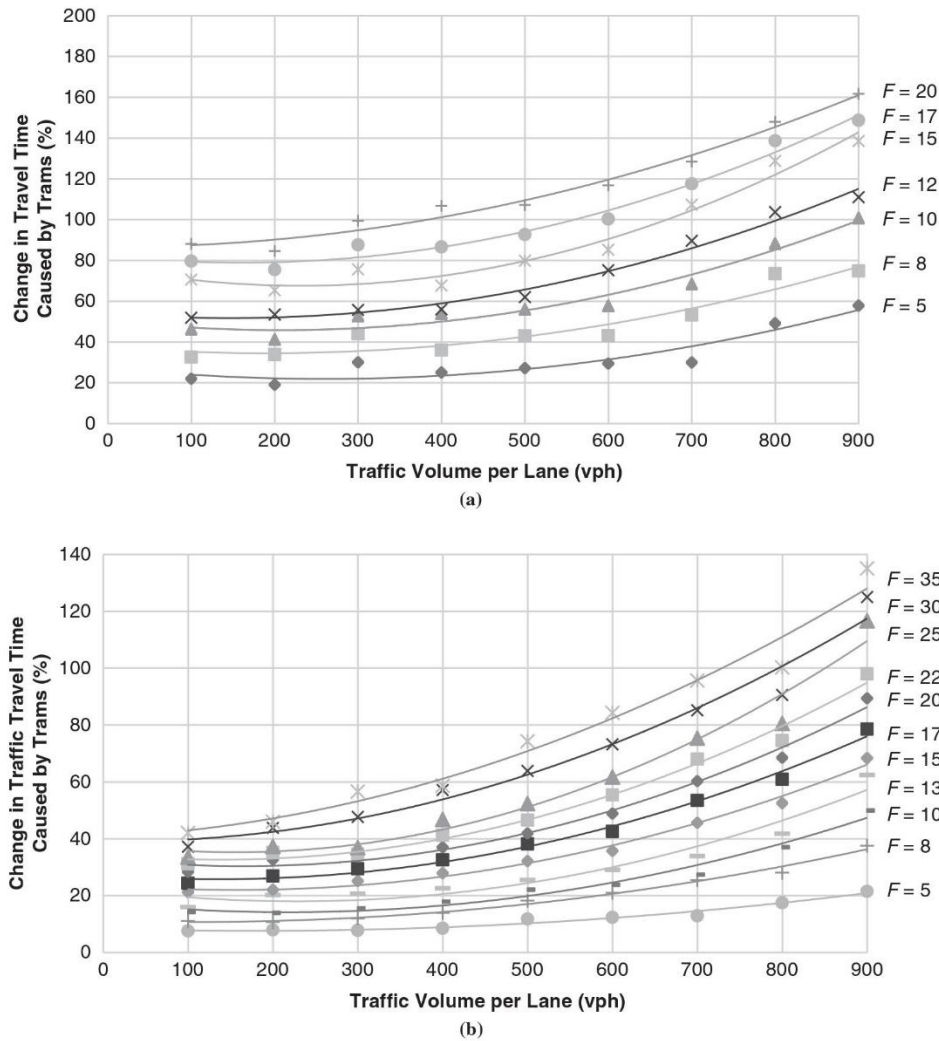 200
180
160
140
120
100
80
60
40
20
0
Change in Travel Time
Caused by Trams (%)
F = 20
F = 17
F = 15
F = 12
F = 10
F = 8
F = 5
0 100 200 300 400 500 600 700 800 900
Traffic Volume per Lane (vph)
(a)
140
120
100
80
60
40
20
0
Change in Traffic Travel Time
Caused by Trams (%)
F = 35
F = 30
F = 25
F = 22
F = 20
F = 17
F = 15
F = 13
F = 10
F = 8
F = 5
0 100 200 300 400 500 600 700 800 900
Traffic Volume per Lane (vph)
(b)